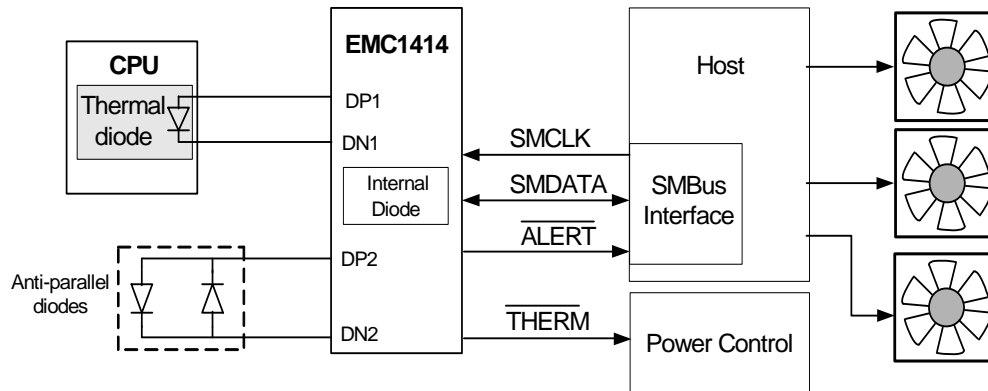 EMC1414
CPU
Thermal
diode
DP1
DN1
Internal
Diode
DP2
DN2
Anti-parallel
diodes
SMCLK
SMDATA
ALERT
THERM
Host
SMBus
Interface
Power Control